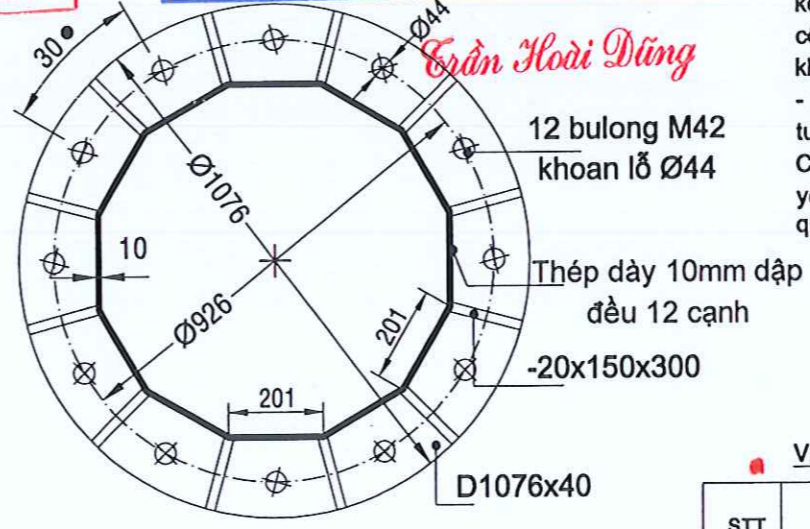 30°
Ø44
Trần Hoài Dũng
12 bulong M42
khoan lỗ Ø44
Ø1076
10
Ø926
Thép dày 10mm dập
đều 12 cạnh
201
-20x150x300
201
D1076x40
STT